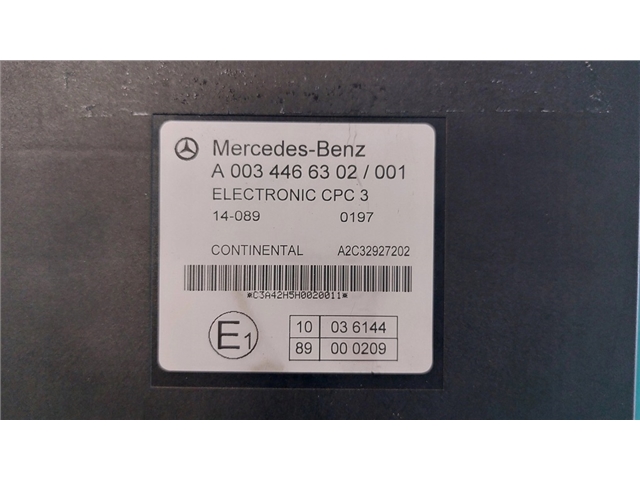 Mercedes-Benz
A 003 446 63 02 / 001
ELECTRONIC CPC 3
14-089 0197
CONTINENTAL A2C32927202
*C3A42H5H0020011*
E1
10 03 6144
89 00 0209